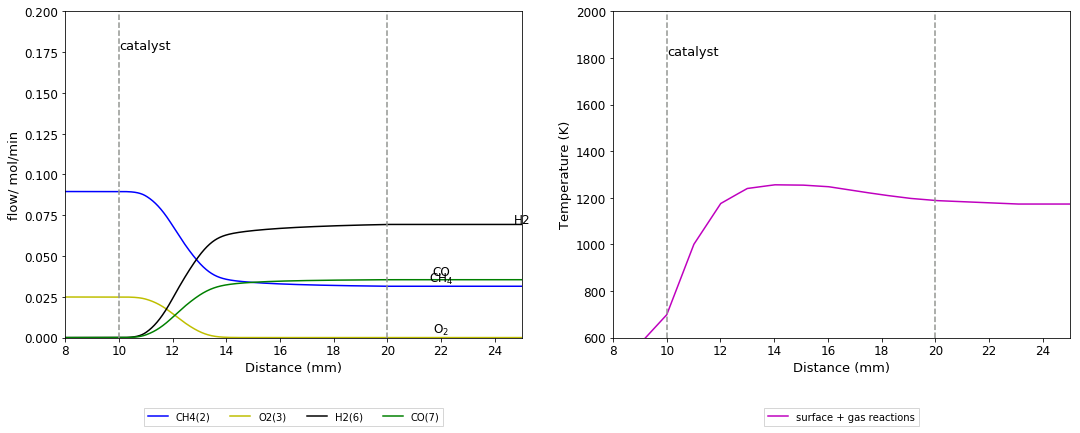 0.200
0.175
0.150
0.125
0.100
0.075
0.050
0.025
0.000
flow/ mol/min
catalyst
H2
CO
CH4
O2
8 10 12 14 16 18 20 22 24
Distance (mm)
CH4(2) O2(3) H2(6) CO(7)
2000
1800
1600
1400
1200
1000
800
600
Temperature (K)
catalyst
8 10 12 14 16 18 20 22 24
Distance (mm)
surface + gas reactions